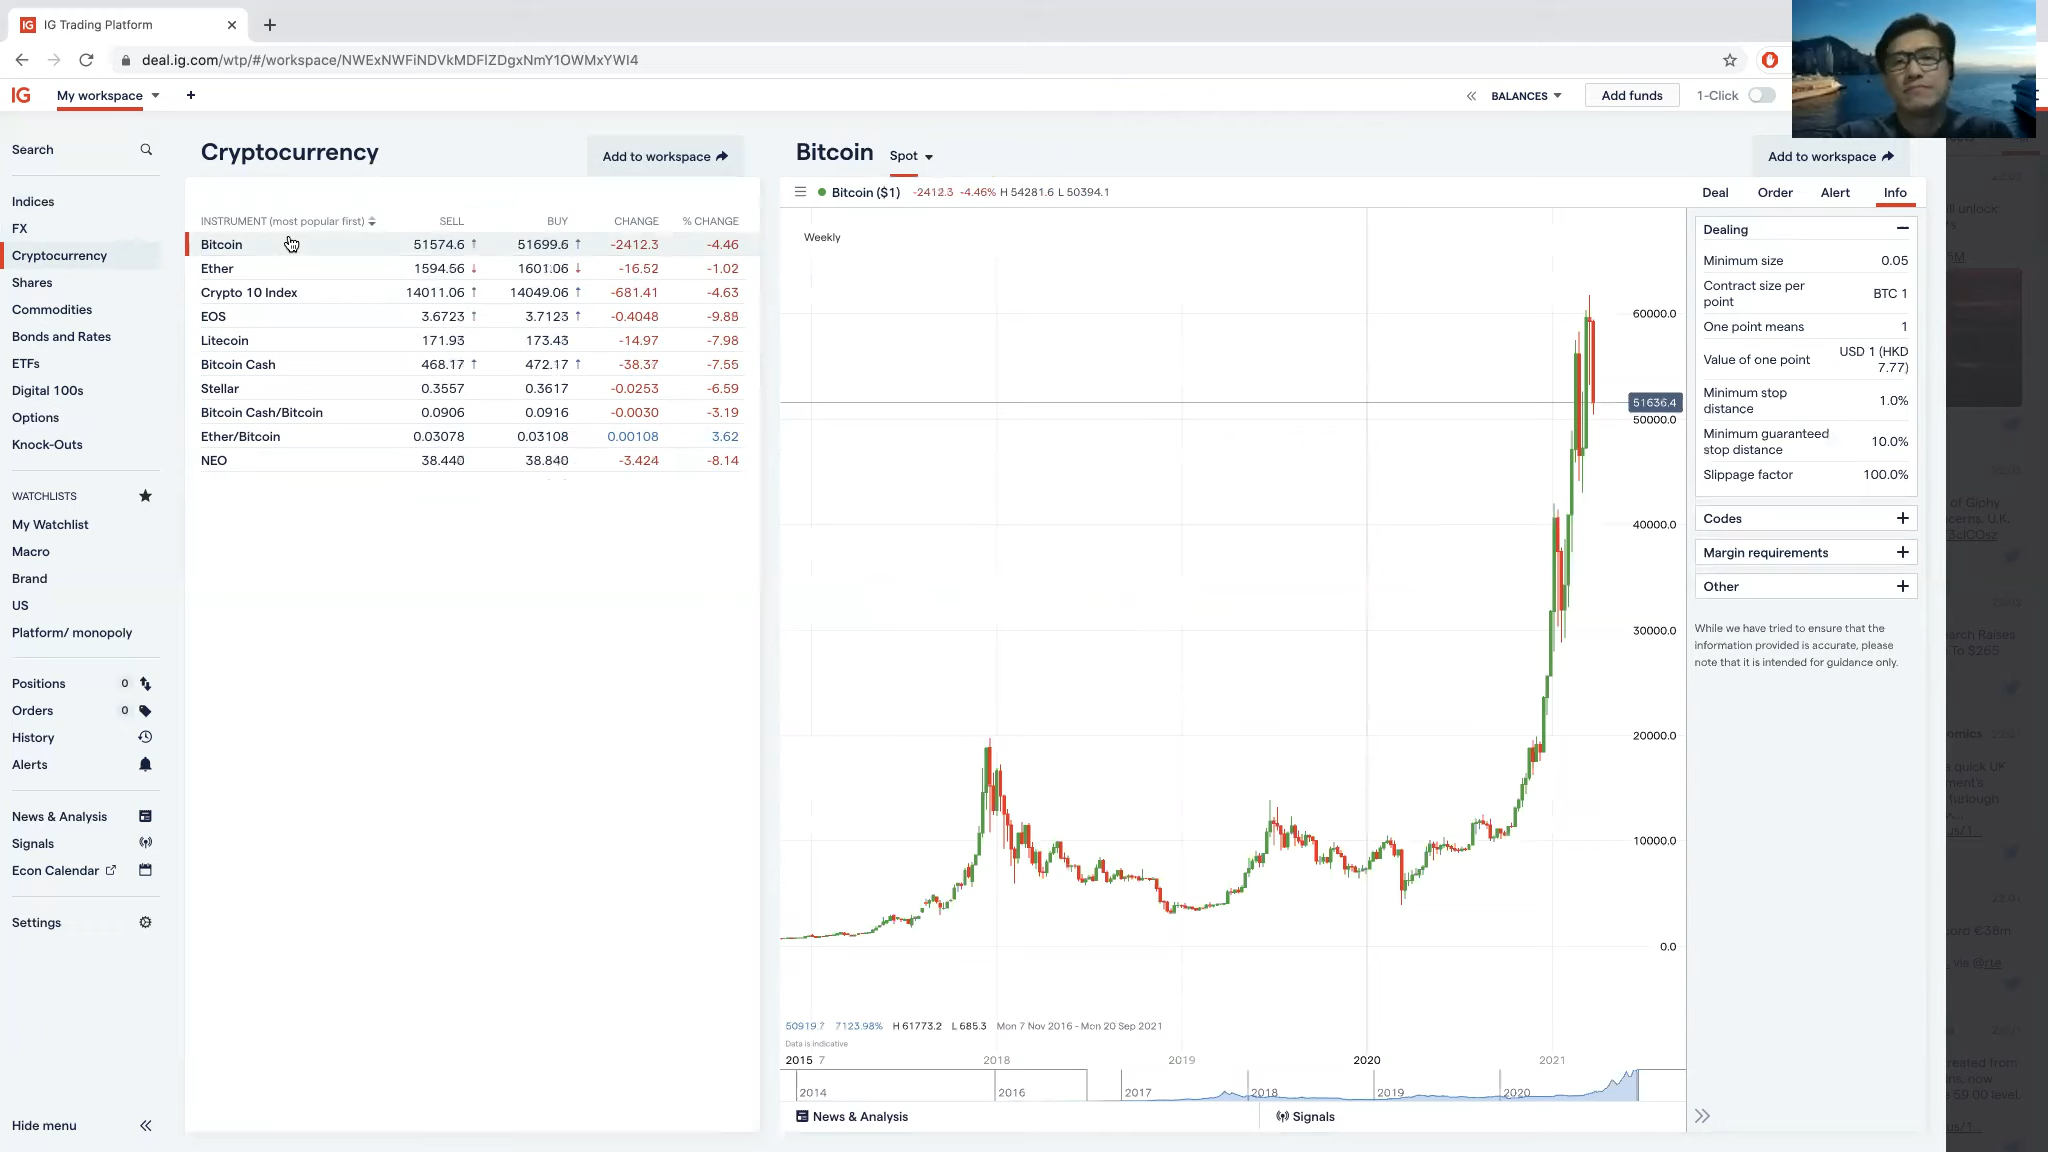 IG Trading Platform
deal.ig.com/wtp/#/workspace/NWExNWFiNDVkMDFlZDgxNmY1OWMxYWI4
IG My workspace BALANCES Add funds 1-Click
Search
Indices
FX
Cryptocurrency
Shares
Commodities
Bonds and Rates
ETFs
Digital 100s
Options
Knock-Outs
WATCHLISTS
My Watchlist
Macro
Brand
US
Platform/ monopoly
Positions 0
Orders 0
History
Alerts
News & Analysis
Signals
Econ Calendar
Settings
Hide menu
Cryptocurrency Add to workspace
INSTRUMENT (most popular first) SELL BUY CHANGE % CHANGE
Bitcoin 51574.6 ↑ 51699.6 ↑ -2412.3 -4.46
Ether 1594.56 ↓ 1601.06 ↓ -16.52 -1.02
Crypto 10 Index 14011.06 ↑ 14049.06 ↑ -681.41 -4.63
EOS 3.6723 ↑ 3.7123 ↑ -0.4048 -9.88
Litecoin 171.93 173.43 -14.97 -7.98
Bitcoin Cash 468.17 ↑ 472.17 ↑ -38.37 -7.55
Stellar 0.3557 0.3617 -0.0253 -6.59
Bitcoin Cash/Bitcoin 0.0906 0.0916 -0.0030 -3.19
Ether/Bitcoin 0.03078 0.03108 0.00108 3.62
NEO 38.440 38.840 -3.424 -8.14
Bitcoin Spot Add to workspace
Bitcoin ($1) -2412.3 -4.46% H 54281.6 L 50394.1
Weekly
60000.0
51636.4
50000.0
40000.0
30000.0
20000.0
10000.0
0.0
50919.7 7123.98% H 61773.2 L 685.3 Mon 7 Nov 2016 - Mon 20 Sep 2021
Data is indicative
2015 7 2018 2019 2020 2021
2014 2016 2017 2018 2019 2020
News & Analysis Signals
Deal Order Alert Info
Dealing
Minimum size 0.05
Contract size per
point BTC 1
One point means 1
Value of one point USD 1 (HKD
7.77)
Minimum stop
distance 1.0%
Minimum guaranteed
stop distance 10.0%
Slippage factor 100.0%
Codes
Margin requirements
Other
While we have tried to ensure that the
information provided is accurate, please
note that it is intended for guidance only.